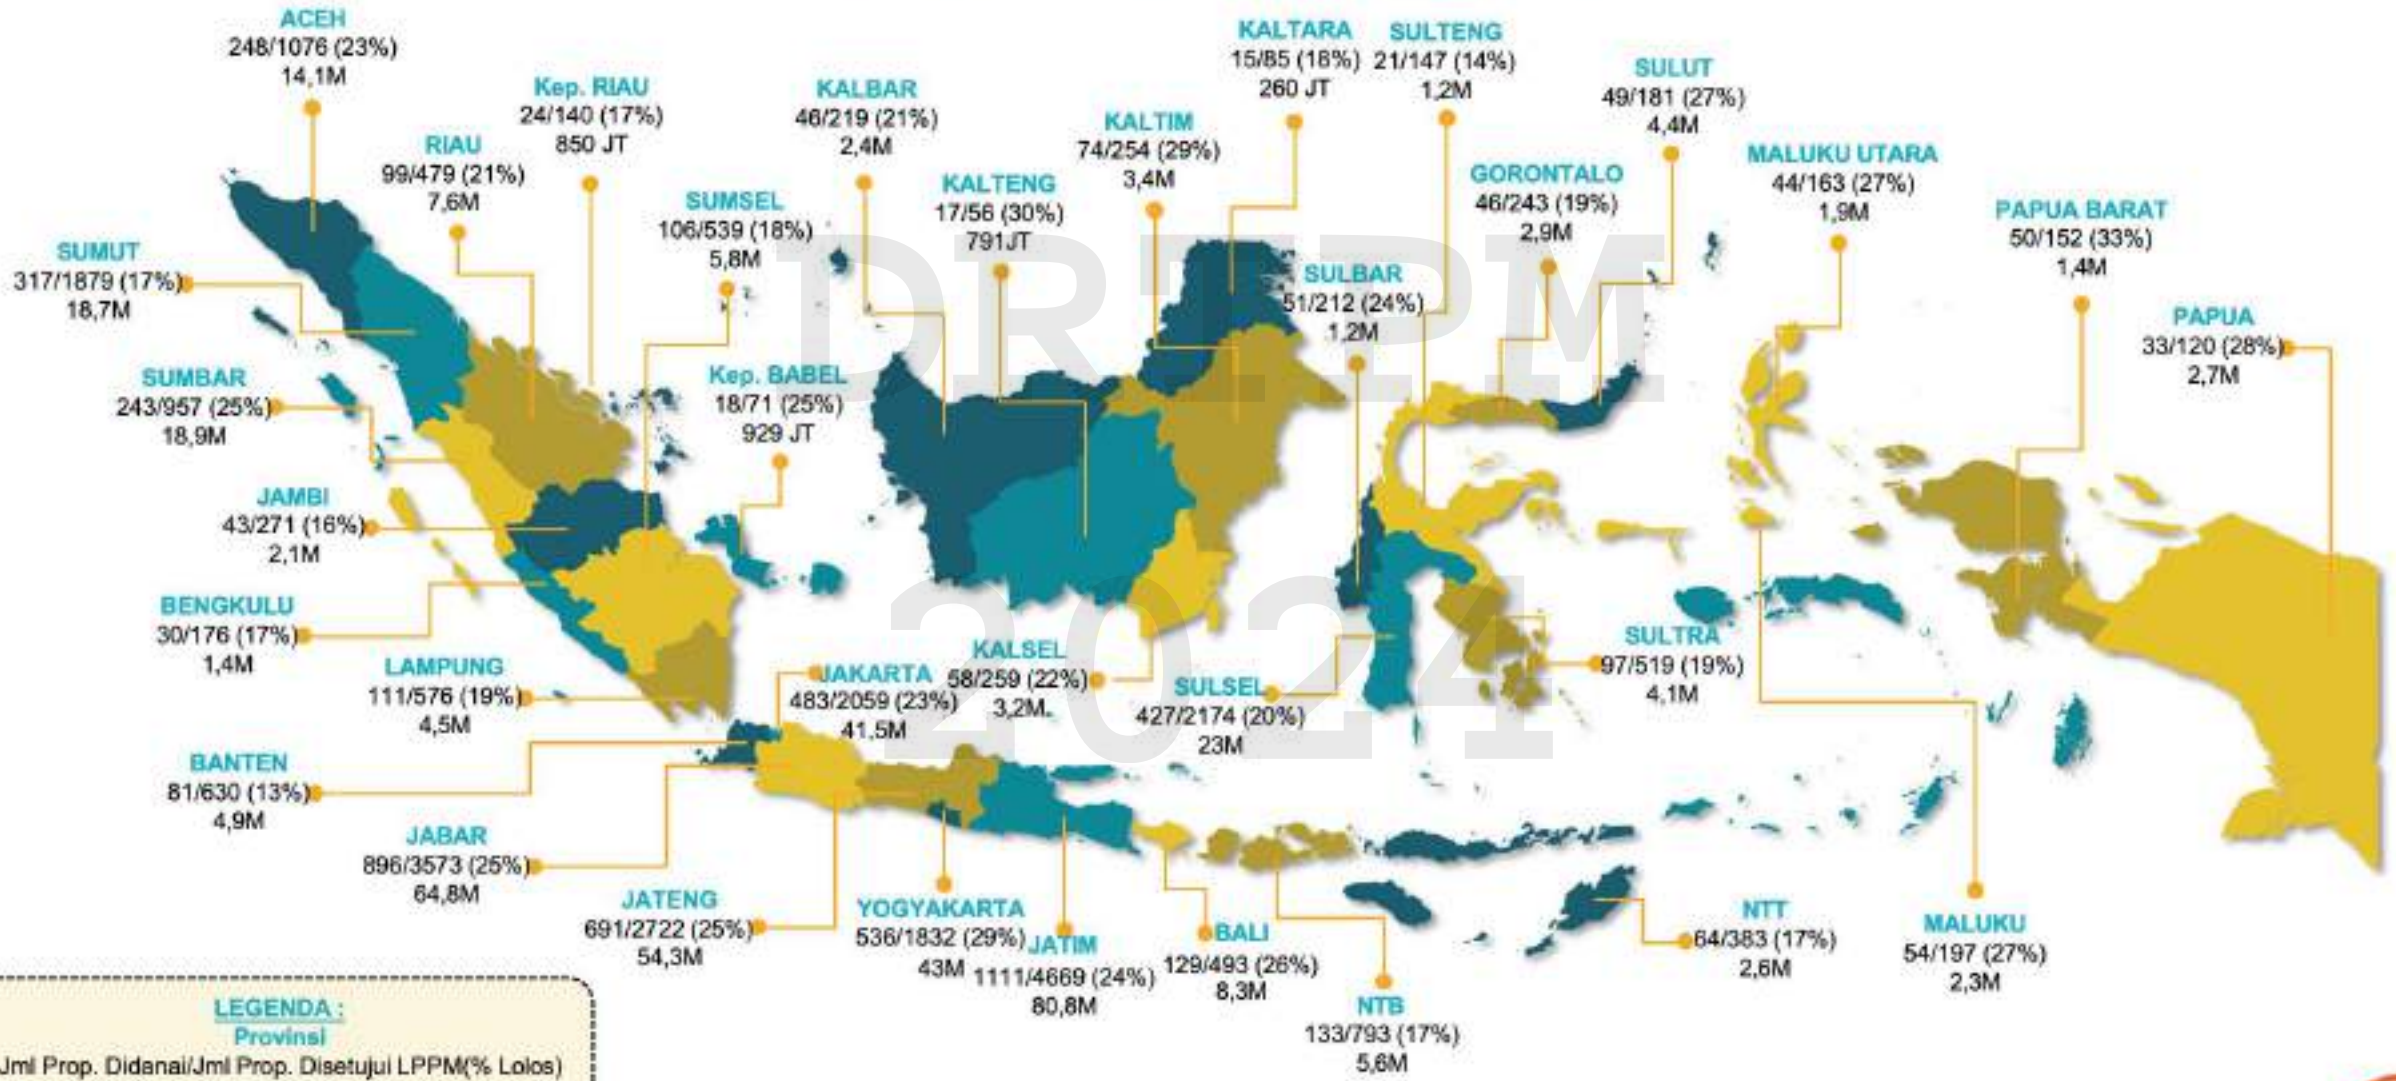 ACEH
248/1076 (23%)
14,1M
Kep. RIAU
24/140 (17%)
850 JT
RIAU
99/479 (21%)
7,6M
SUMSEL
106/539 (18%)
5,8M
KALBAR
46/219 (21%)
2,4M
KALTENG
17/56 (30%)
791JT
KALTIM
74/254 (29%)
3,4M
KALTARA
15/85 (18%)
260 JT
SULTENG
21/147 (14%)
1,2M
SULUT
49/181 (27%)
4,4M
GORONTALO
46/243 (19%)
2,9M
MALUKU UTARA
44/163 (27%)
1,9M
PAPUA BARAT
50/152 (33%)
1,4M
PAPUA
33/120 (28%)
2,7M
SULBAR
51/212 (24%)
1,2M
SUMUT
317/1879 (17%)
18,7M
SUMBAR
243/957 (25%)
18,9M
Kep. BABEL
18/71 (25%)
929 JT
JAMBI
43/271 (16%)
2,1M
BENGKULU
30/176 (17%)
1,4M
LAMPUNG
111/576 (19%)
4,5M
JAKARTA
483/2059 (23%)
41,5M
KALSEL
58/259 (22%)
3,2M
SULSEL
427/2174 (20%)
23M
SULTRA
97/519 (19%)
4,1M
BANTEN
81/630 (13%)
4,9M
JABAR
896/3573 (25%)
64,8M
JATENG
691/2722 (25%)
54,3M
YOGYAKARTA
536/1832 (29%)
43M
JATIM
1111/4669 (24%)
80,8M
BALI
129/493 (26%)
8,3M
NTB
133/793 (17%)
5,6M
NTT
64/383 (17%)
2,6M
MALUKU
54/197 (27%)
2,3M
DRTPM
2024
LEGENDA :
Provinsi
Jml Prop. Didanai/Jml Prop. Disetujui LPPM(% Lolos)